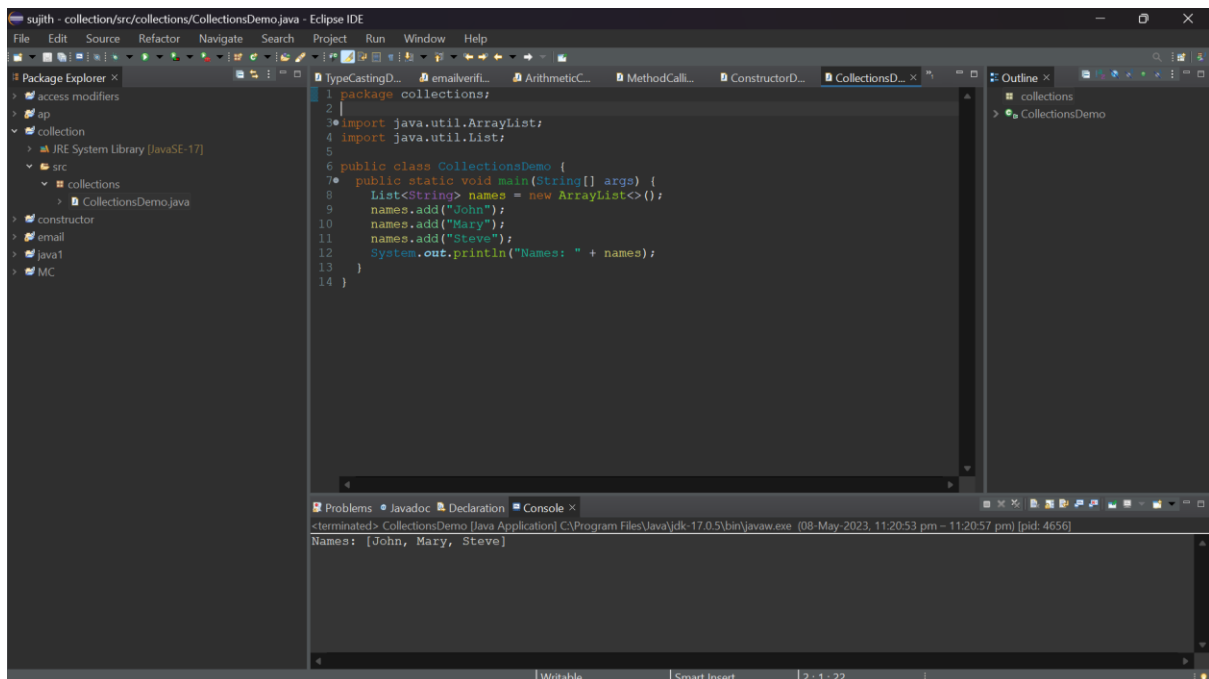 sujith - collection/src/collections/CollectionsDemo.java - Eclipse IDE
File Edit Source Refactor Navigate Search Project Run Window Help
Package Explorer
access modifiers
ap
collection
JRE System Library [JavaSE-17]
src
collections
CollectionsDemo.java
constructor
email
java1
MC
TypeCastingD... emailverifi... ArithmeticC... MethodCalli... ConstructorD... CollectionsD...
1 package collections;
2
3 import java.util.ArrayList;
4 import java.util.List;
5
6 public class CollectionsDemo {
7 public static void main(String[] args) {
8 List<String> names = new ArrayList<>();
9 names.add("John");
10 names.add("Mary");
11 names.add("Steve");
12 System.out.println("Names: " + names);
13 }
14 }
Outline
collections
CollectionsDemo
Problems Javadoc Declaration Console
<terminated> CollectionsDemo [Java Application] C:\Program Files\Java\jdk-17.0.5\bin\javaw.exe (08-May-2023, 11:20:53 pm – 11:20:57 pm) [pid: 4656]
Names: [John, Mary, Steve]
Writable Smart Insert 2 : 1 : 22